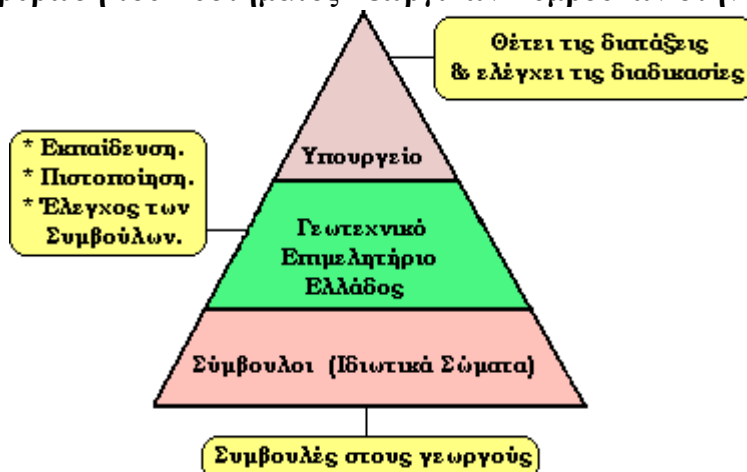 Θέτει τις διατάξεις
& ελέγχει τις διαδικασίες
* Εκπαίδευση.
* Πιστοποίηση.
* Έλεγχος των
Συμβούλων.
Υπουργείο
Γεωτεχνικό
Επιμελητήριο
Ελλάδος
Σύμβουλοι (Ιδιωτικά Σώματα)
Συμβουλές στους γεωργούς